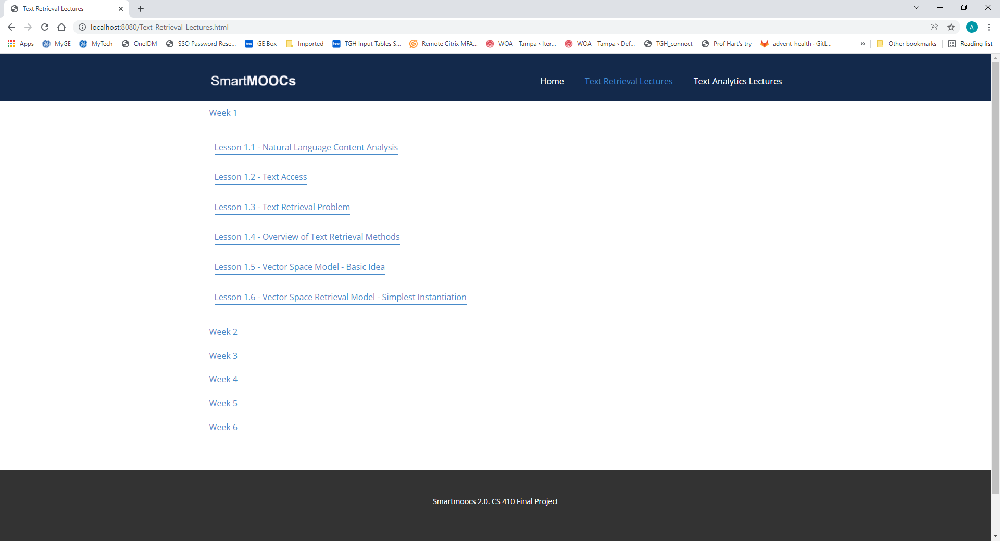 Text Retrieval Lectures
localhost:8080/Text-Retrieval-Lectures.html
A
Apps MyGE MyTech OneIDM SSO Password Rese... box GE Box Imported box TGH Input Tables S... Remote Citrix MFA... WOA - Tampa › Iter... WOA - Tampa › Def... TGH_connect Prof Hart's try advent-health · GitL... » Other bookmarks Reading list
SmartMOOCs Home Text Retrieval Lectures Text Analytics Lectures
Week 1
Lesson 1.1 - Natural Language Content Analysis
Lesson 1.2 - Text Access
Lesson 1.3 - Text Retrieval Problem
Lesson 1.4 - Overview of Text Retrieval Methods
Lesson 1.5 - Vector Space Model - Basic Idea
Lesson 1.6 - Vector Space Retrieval Model - Simplest Instantiation
Week 2
Week 3
Week 4
Week 5
Week 6
Smartmoocs 2.0. CS 410 Final Project